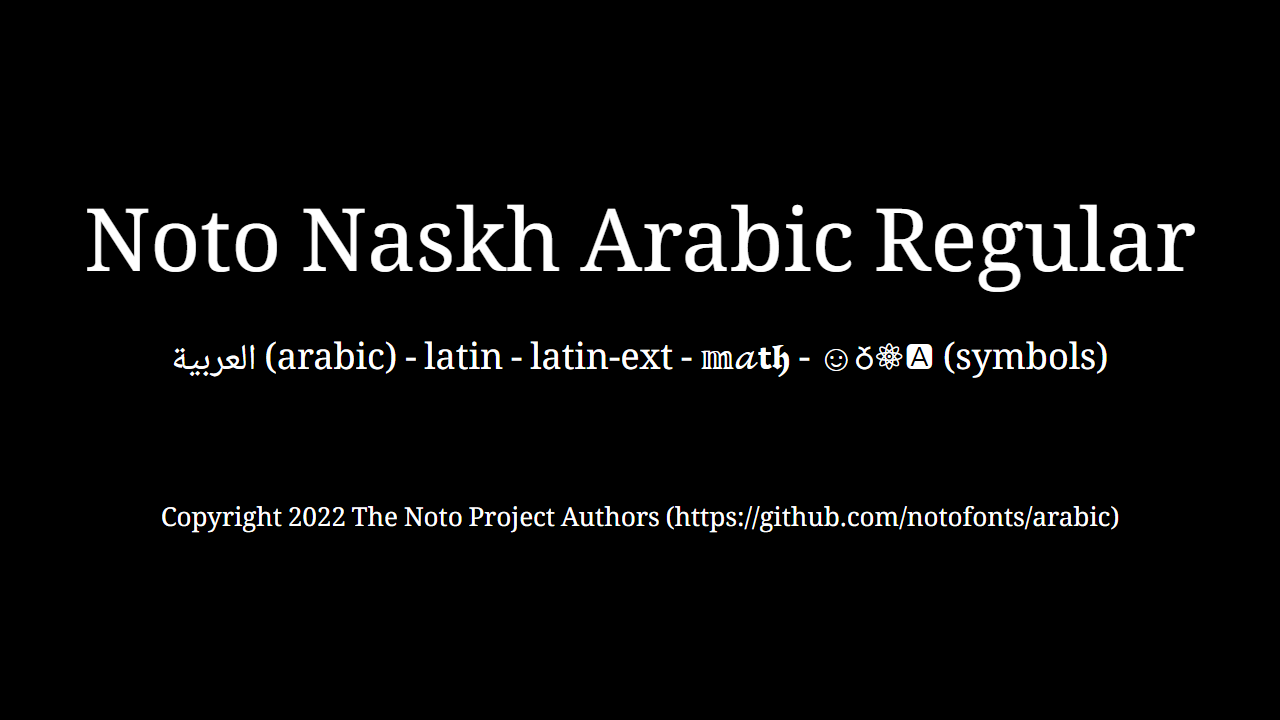 Noto Naskh Arabic Regular
العربية (arabic) - latin - latin-ext - 𝕞𝒶𝐭𝖍 - ☺︎♉︎⚛︎🅰︎ (symbols)
Copyright 2022 The Noto Project Authors (https://github.com/notofonts/arabic)